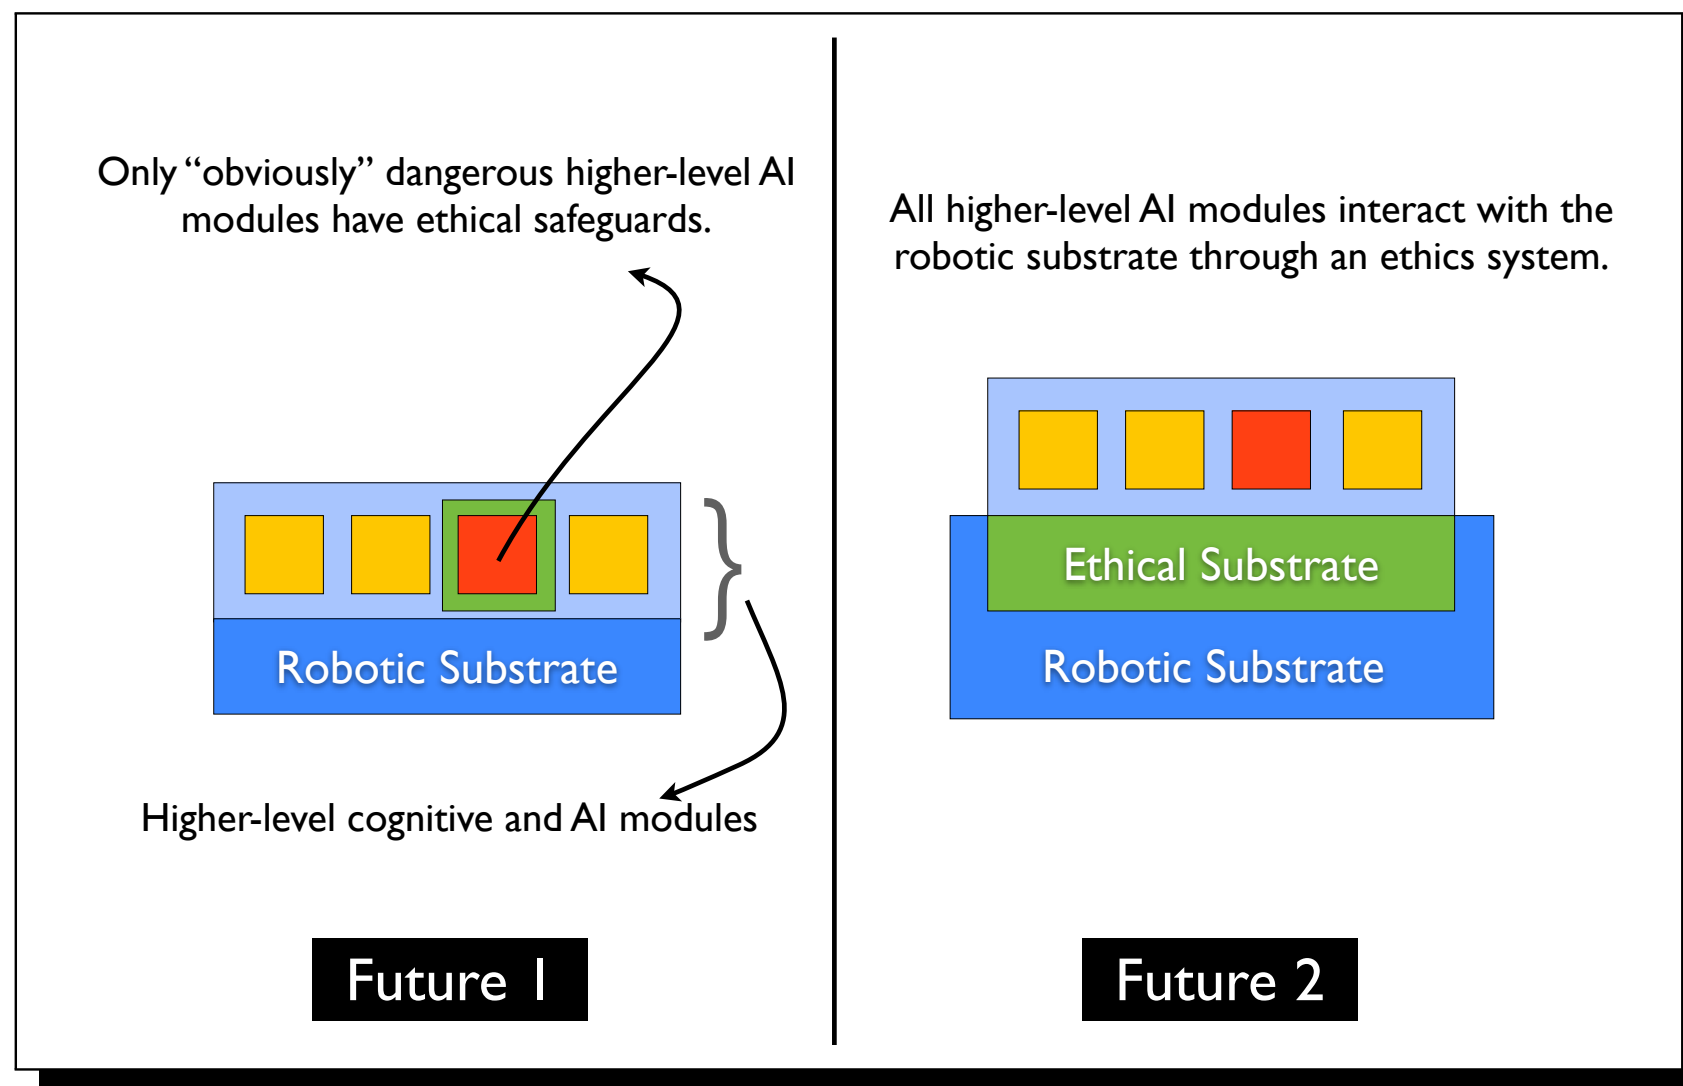 Only “obviously” dangerous higher-level AI
modules have ethical safeguards.
Robotic Substrate
Higher-level cognitive and AI modules
Future 1
All higher-level AI modules interact with the
robotic substrate through an ethics system.
Ethical Substrate
Robotic Substrate
Future 2